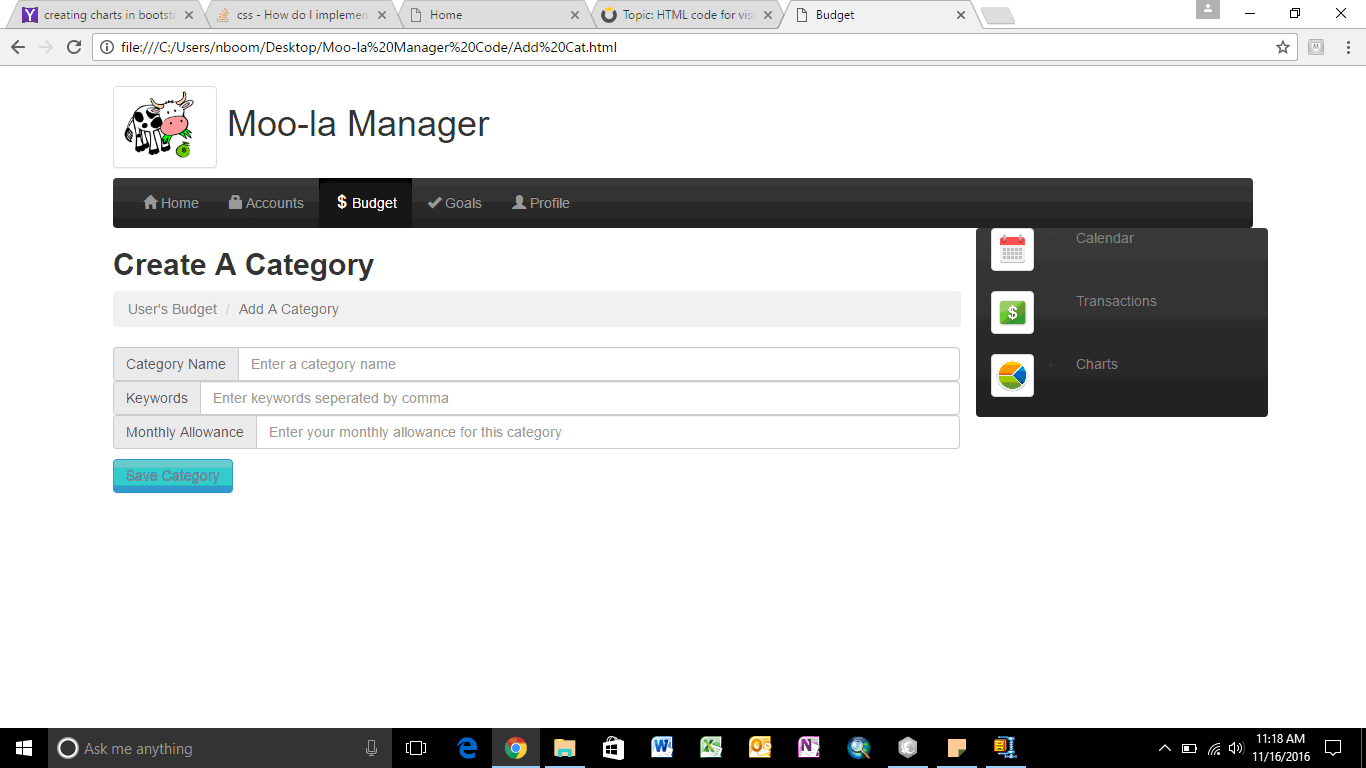 creating charts in bootstr
css - How do I implemen
Home
Topic: HTML code for vis
Budget
file:///C:/Users/nboom/Desktop/Moo-la%20Manager%20Code/Add%20Cat.html
Moo-la Manager
Home Accounts $ Budget Goals Profile
Create A Category
User's Budget / Add A Category
Category Name Enter a category name
Keywords Enter keywords seperated by comma
Monthly Allowance Enter your monthly allowance for this category
Save Category
Calendar
$ Transactions
Charts
Ask me anything
11:18 AM
11/16/2016